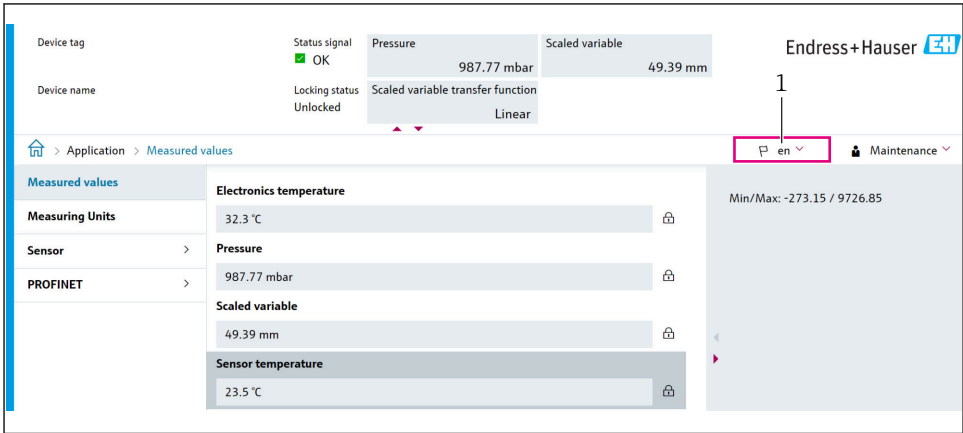 Device tag
Status signal
OK
Pressure
987.77 mbar
Scaled variable
49.39 mm
Endress+Hauser EH
Device name
Locking status
Unlocked
Scaled variable transfer function
Linear
1
> Application > Measured values
en
Maintenance
Measured values
Measuring Units
Sensor >
PROFINET >
Electronics temperature
32.3 °C
Pressure
987.77 mbar
Scaled variable
49.39 mm
Sensor temperature
23.5 °C
Min/Max: -273.15 / 9726.85